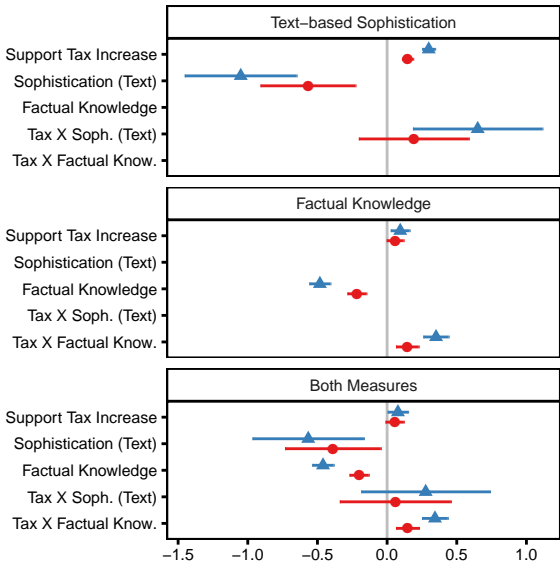 Text−based Sophistication
Support Tax Increase
Sophistication (Text)
Factual Knowledge
Tax X Soph. (Text)
Tax X Factual Know.
Factual Knowledge
Support Tax Increase
Sophistication (Text)
Factual Knowledge
Tax X Soph. (Text)
Tax X Factual Know.
Both Measures
Support Tax Increase
Sophistication (Text)
Factual Knowledge
Tax X Soph. (Text)
Tax X Factual Know.
−1.5 −1.0 −0.5 0.0 0.5 1.0